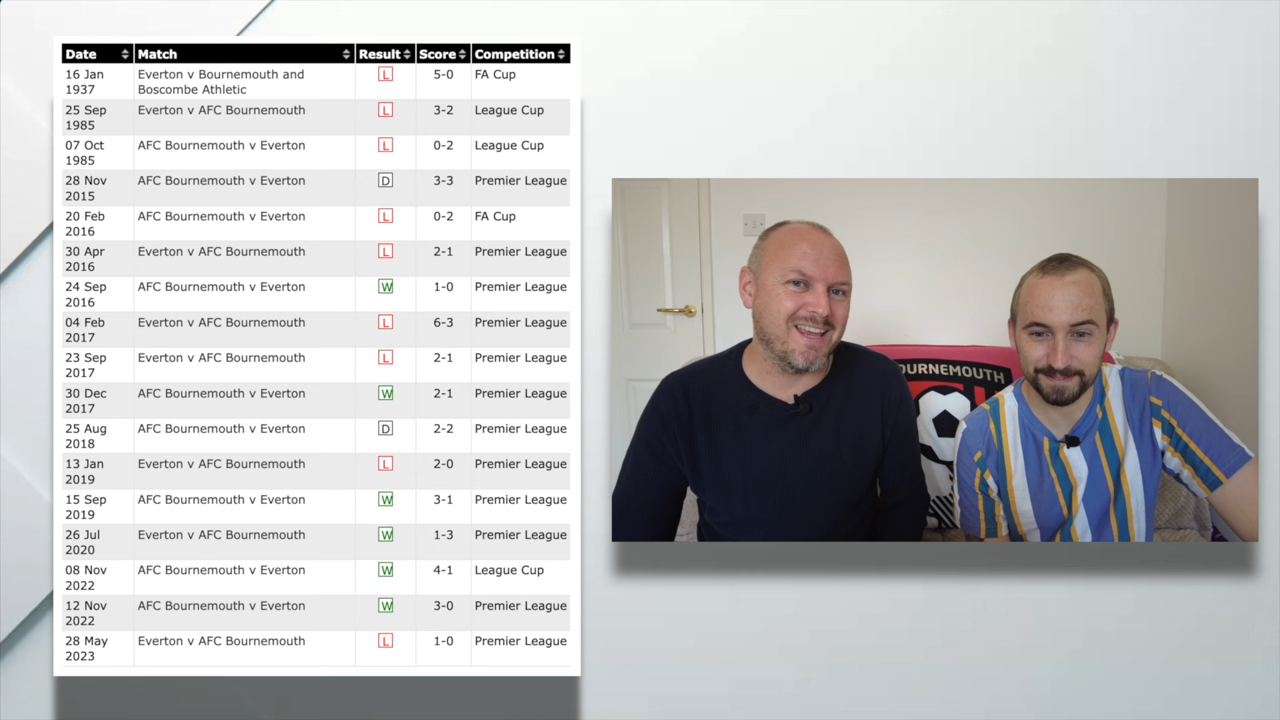 Date Match Result Score Competition
16 Jan Everton v Bournemouth and L 5-0 FA Cup
1937 Boscombe Athletic
25 Sep Everton v AFC Bournemouth L 3-2 League Cup
1985
07 Oct AFC Bournemouth v Everton L 0-2 League Cup
1985
28 Nov AFC Bournemouth v Everton D 3-3 Premier League
2015
20 Feb AFC Bournemouth v Everton L 0-2 FA Cup
2016
30 Apr Everton v AFC Bournemouth L 2-1 Premier League
2016
24 Sep AFC Bournemouth v Everton W 1-0 Premier League
2016
04 Feb Everton v AFC Bournemouth L 6-3 Premier League
2017
23 Sep Everton v AFC Bournemouth L 2-1 Premier League
2017
30 Dec AFC Bournemouth v Everton W 2-1 Premier League
2017
25 Aug AFC Bournemouth v Everton D 2-2 Premier League
2018
13 Jan Everton v AFC Bournemouth L 2-0 Premier League
2019
15 Sep AFC Bournemouth v Everton W 3-1 Premier League
2019
26 Jul Everton v AFC Bournemouth W 1-3 Premier League
2020
08 Nov AFC Bournemouth v Everton W 4-1 League Cup
2022
12 Nov AFC Bournemouth v Everton W 3-0 Premier League
2022
28 May Everton v AFC Bournemouth L 1-0 Premier League
2023
OURNEMOUTH